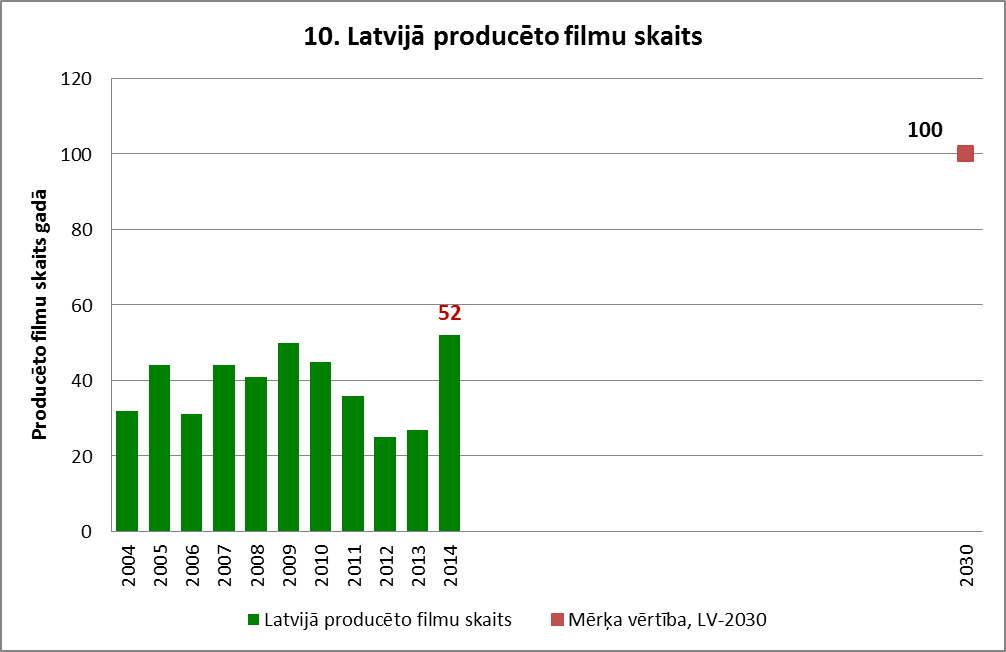 10. Latvijā producēto filmu skaits
Producēto filmu skaits gadā
120
100
80
60
40
20
0
52
100
2004 2005 2006 2007 2008 2009 2010 2011 2012 2013 2014 2030
Latvijā producēto filmu skaits Mērķa vērtība, LV-2030